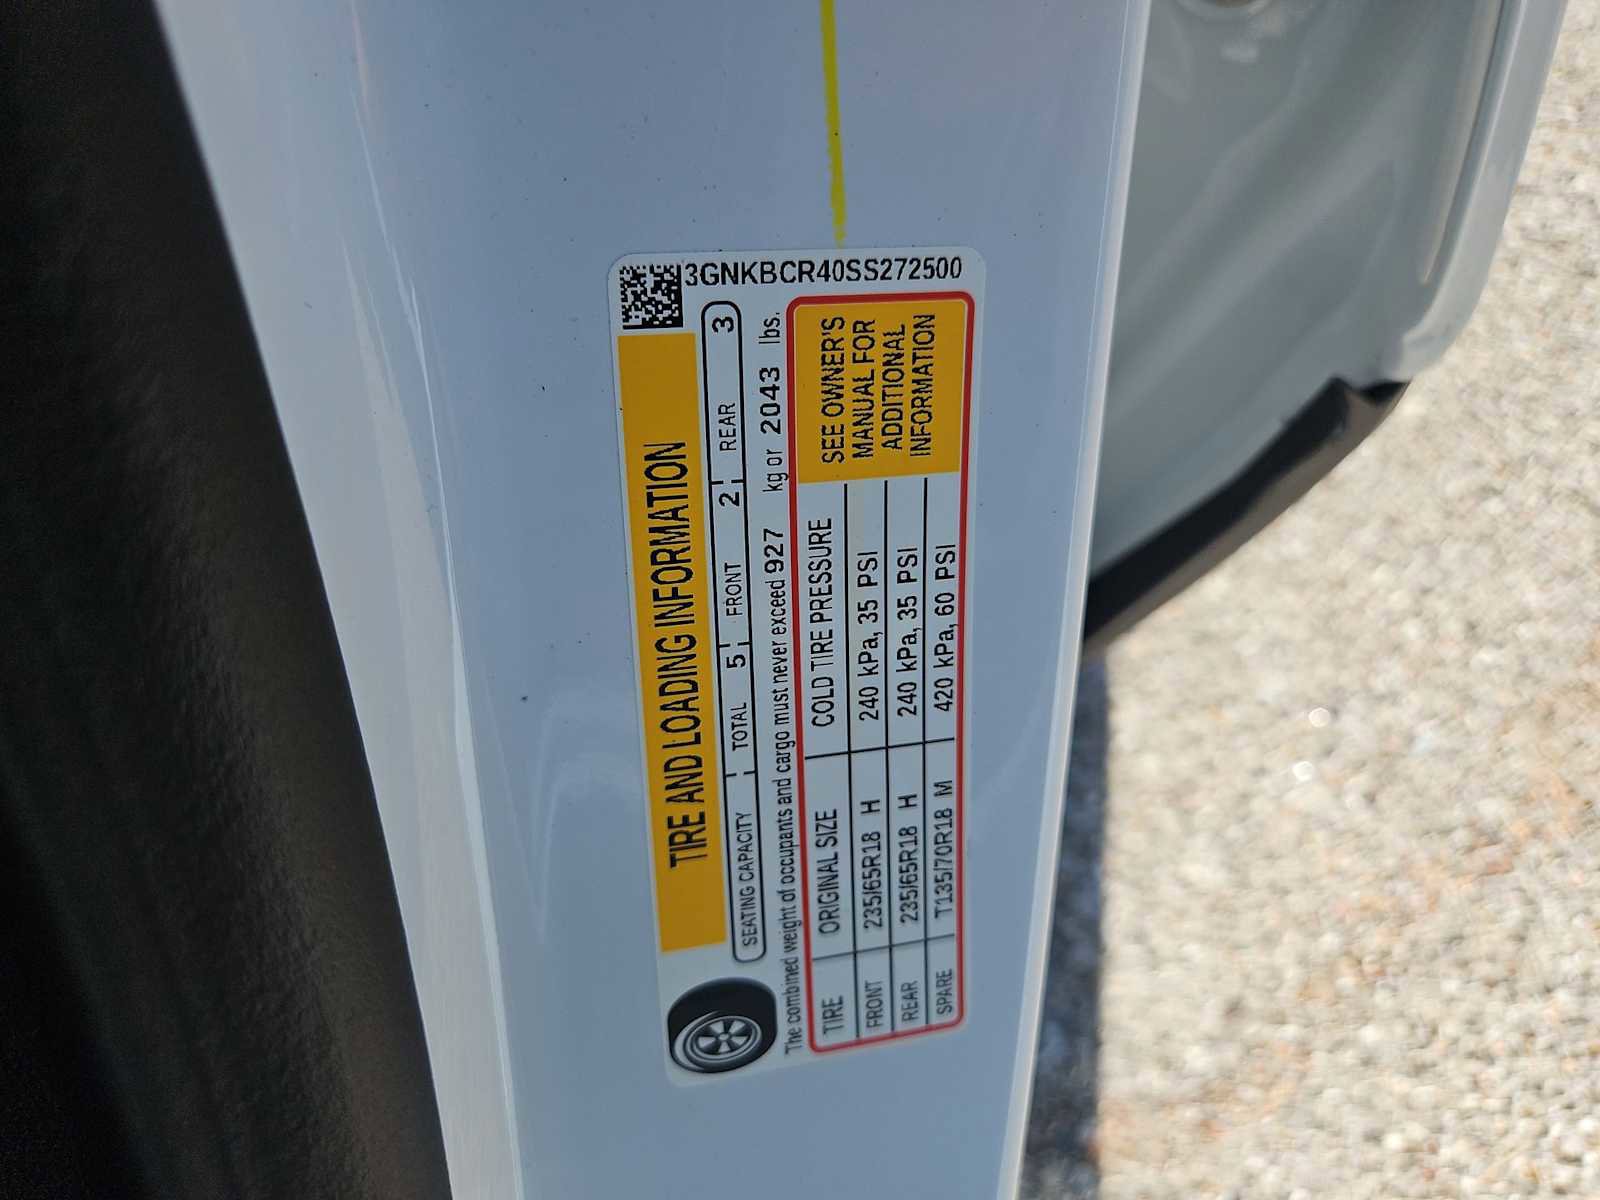 3GNKBCR40SS272500
TIRE AND LOADING INFORMATION
SEATING CAPACITY TOTAL 5 FRONT 2 REAR 3
The combined weight of occupants and cargo must never exceed 927 kg or 2043 lbs.
TIRE ORIGINAL SIZE COLD TIRE PRESSURE
FRONT 235/65R18 H 240 kPa, 35 PSI
REAR 235/65R18 H 240 kPa, 35 PSI
SPARE T135/70R18 M 420 kPa, 60 PSI
SEE OWNER'S
MANUAL FOR
ADDITIONAL
INFORMATION